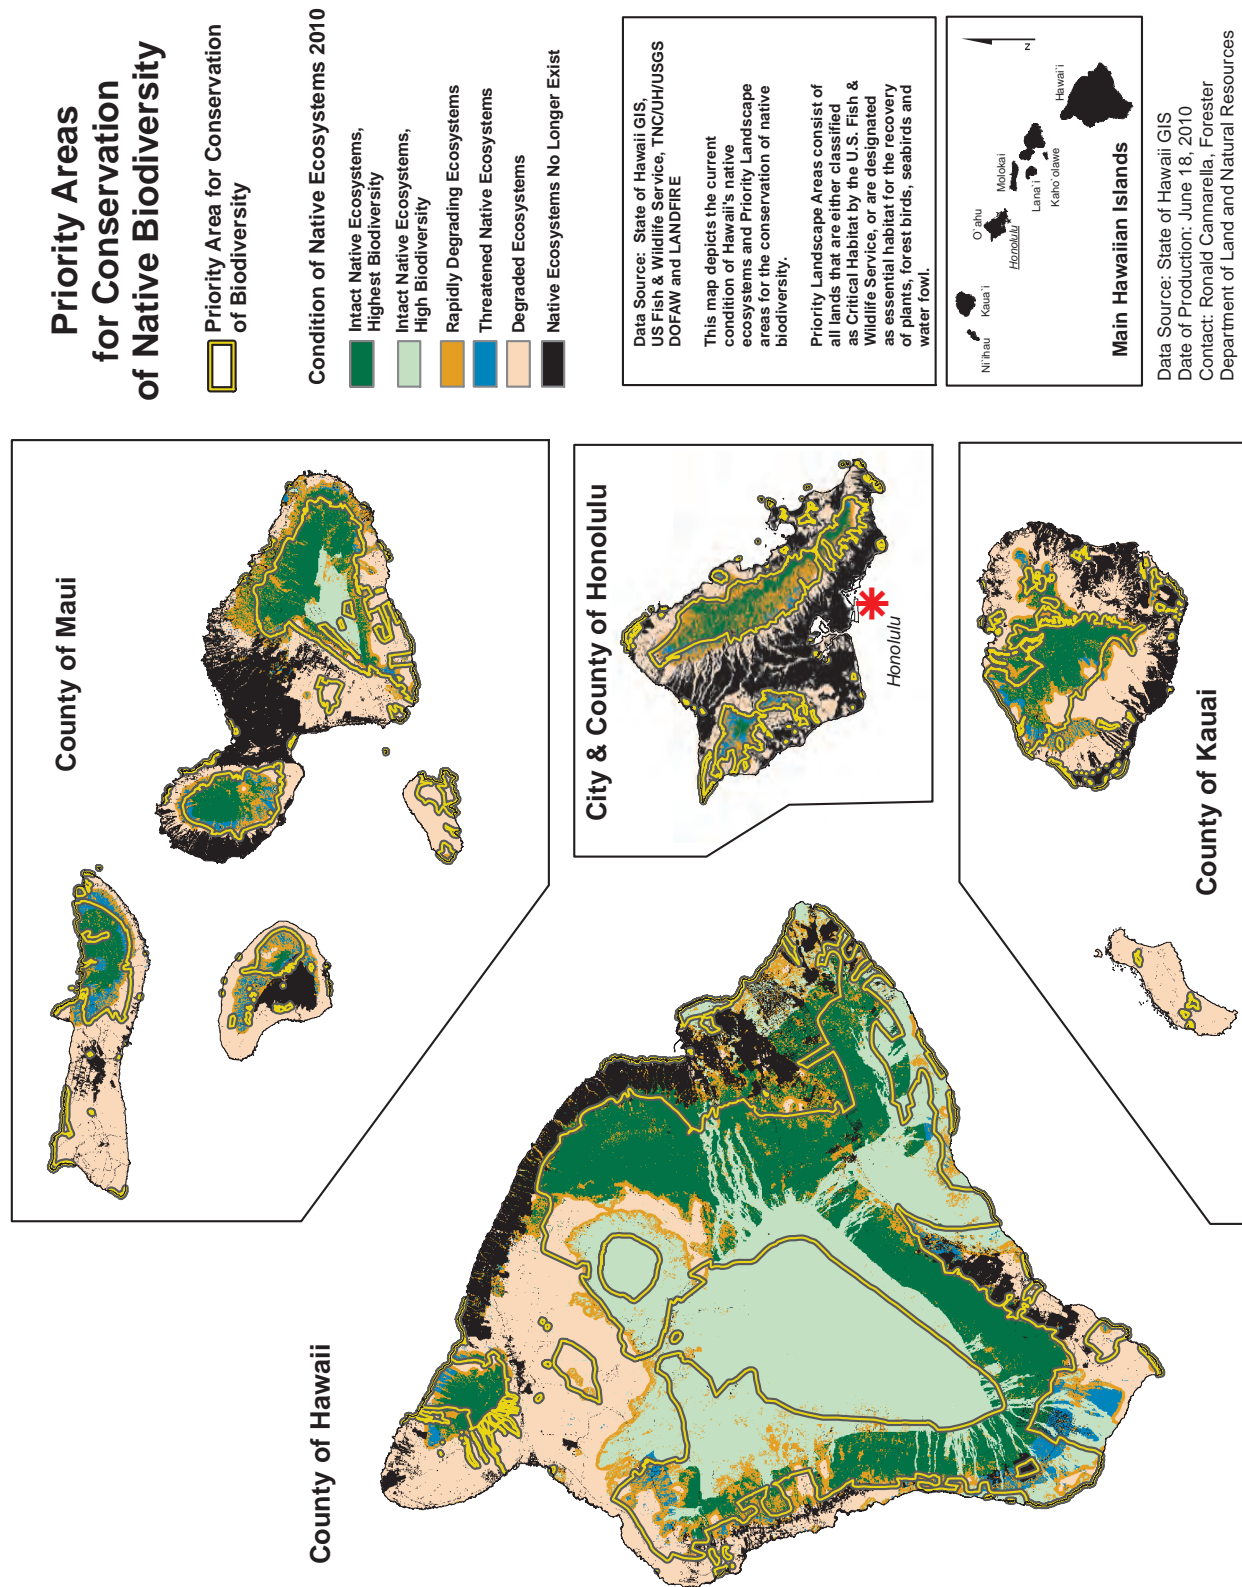 Priority Areas
for Conservation
of Native Biodiversity
Priority Area for Conservation
of Biodiversity
Condition of Native Ecosystems 2010
Intact Native Ecosystems,
Highest Biodiversity
Intact Native Ecosystems,
High Biodiversity
Rapidly Degrading Ecosystems
Threatened Native Ecosystems
Degraded Ecosystems
Native Ecosystems No Longer Exist
Data Source: State of Hawaii GIS,
US Fish & Wildlife Service, TNC/UH/USGS
DOFAW and LANDFIRE
This map depicts the current
condition of Hawaii's native
ecosystems and Priority Landscape
areas for the conservation of native
biodiversity.
Priority Landscape Areas consist of
all lands that are either classified
as Critical Habitat by the U.S. Fish &
Wildlife Service, or are designated
as essential habitat for the recovery
of plants, forest birds, seabirds and
water fowl.
N
Ni`ihau
Kaua`i
O`ahu
Honolulu
Molokai
Lana`i
Kaho`olawe
Hawai`i
Main Hawaiian Islands
Data Source: State of Hawaii GIS
Date of Production: June 18, 2010
Contact: Ronald Cannarella, Forester
Department of Land and Natural Resources
County of Maui
City & County of Honolulu
Honolulu
County of Kauai
County of Hawaii